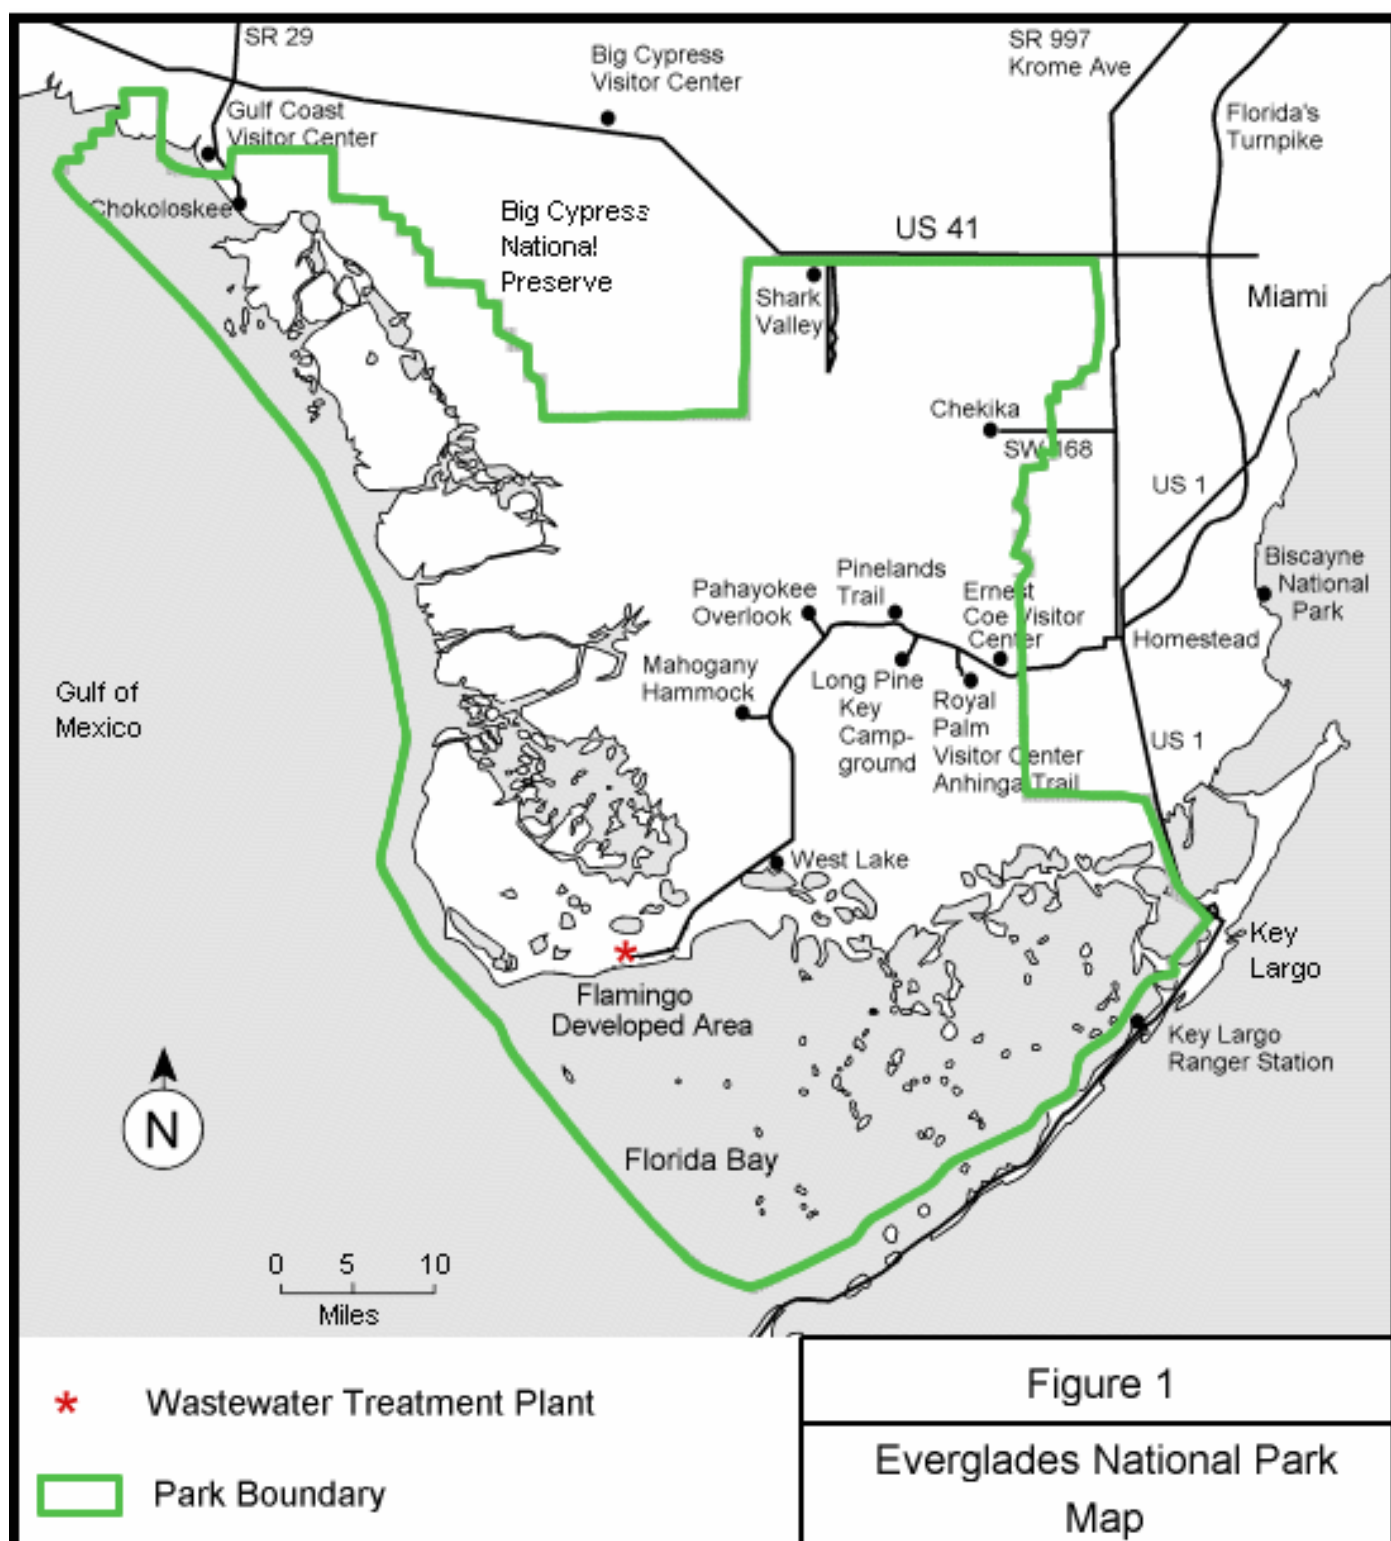 SR 29
Big Cypress
Visitor Center
SR 997
Krome Ave
Florida's
Turnpike
Gulf Coast
Visitor Center
Chokoloskee
Big Cypress
National
Preserve
US 41
Shark
Valley
Miami
Chekika
SW 168
US 1
Biscayne
National
Park
Pahayokee
Overlook
Pinelands
Trail
Ernest
Coe Visitor
Center
Homestead
Mahogany
Hammock
Long Pine
Key
Camp-
ground
Royal
Palm
Visitor Center
Anhinga Trail
US 1
Gulf of
Mexico
West Lake
Key
Largo
*
Flamingo
Developed Area
Key Largo
Ranger Station
N
Florida Bay
0 5 10
Miles
* Wastewater Treatment Plant
Park Boundary
Figure 1
Everglades National Park
Map